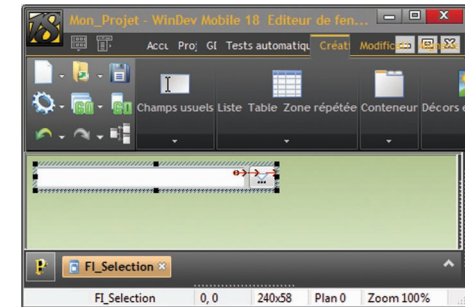 Mon_Projet - WinDev Mobile 18 Editeur de fen...
Accu Proj GI Tests automatiqu Créati Modific
Champs usuels Liste Table Zone répétée Conteneur Décors e
FI_Selection
FI_Selection 0, 0 240x58 Plan 0 Zoom 100%